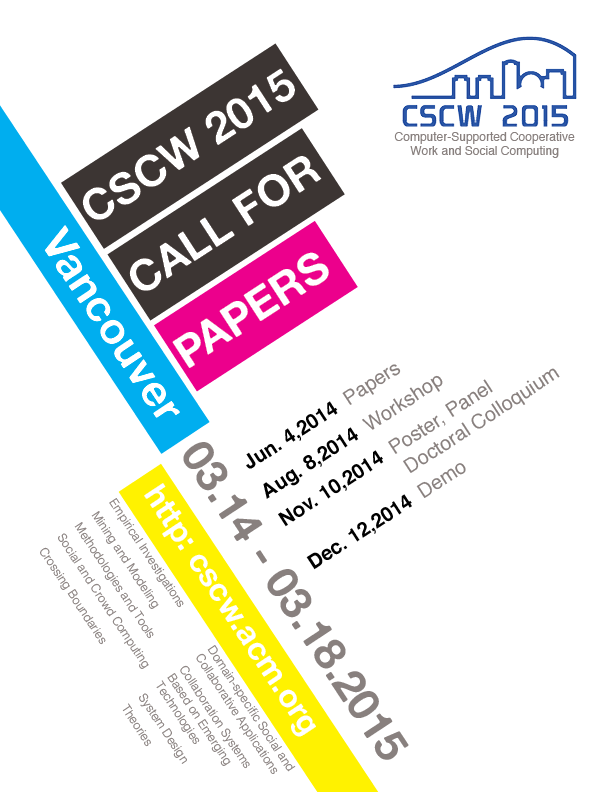 CSCW 2015
Computer-Supported Cooperative
Work and Social Computing
CSCW 2015
CALL FOR
PAPERS
Vancouver
Jun. 4,2014 Papers
Aug. 8,2014 Workshop
Nov. 10,2014 Poster, Panel
Doctoral Colloquium
Dec. 12,2014 Demo
03.14 - 03.18.2015
http: cscw.acm.org
Empirical Investigations
Mining and Modeling
Methodologies and Tools
Social and Crowd Computing
Crossing Boundaries
Domain-specific Social and
Collaborative Applications
Collaboration Systems
Based on Emerging
Technologies
System Design
Theories